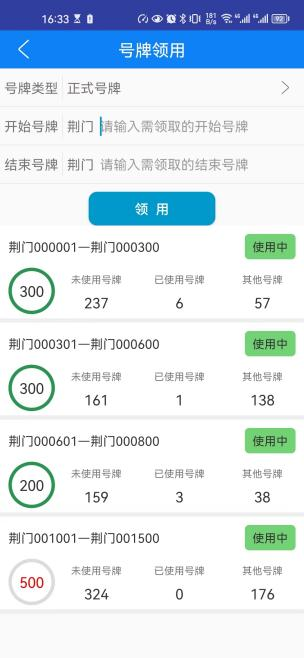 16:33
181 B/s
92
号牌领用
号牌类型 正式号牌
开始号牌 荆门 请输入需领取的开始号牌
结束号牌 荆门 请输入需领取的结束号牌
领 用
荆门000001—荆门000300 使用中
300 未使用号牌 已使用号牌 其他号牌
237 6 57
荆门000301—荆门000600 使用中
300 未使用号牌 已使用号牌 其他号牌
161 1 138
荆门000601—荆门000800 使用中
200 未使用号牌 已使用号牌 其他号牌
159 3 38
荆门001001—荆门001500 使用中
500 未使用号牌 已使用号牌 其他号牌
324 0 176